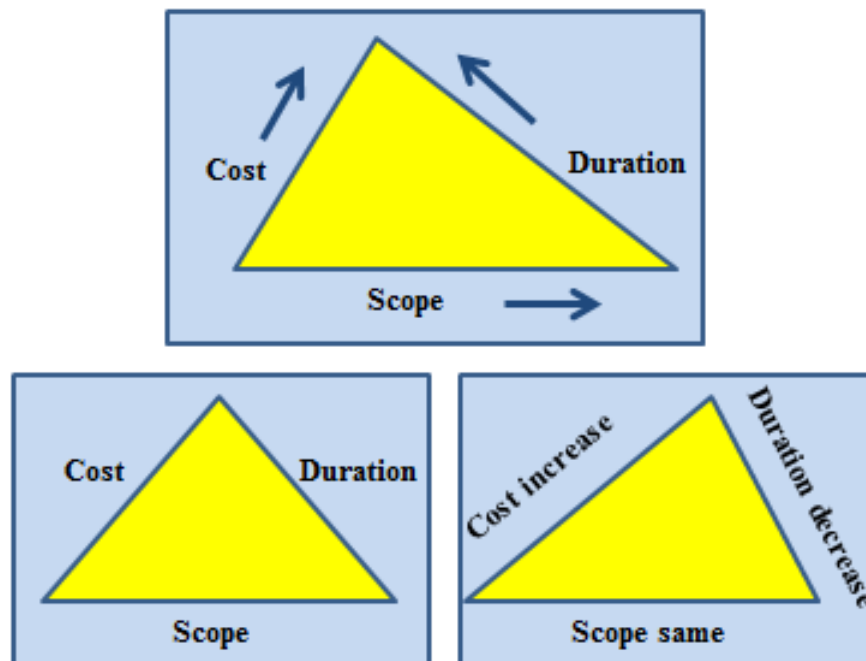 Cost
Duration
Scope
Cost
Duration
Scope
Cost increase
Duration decrease
Scope same